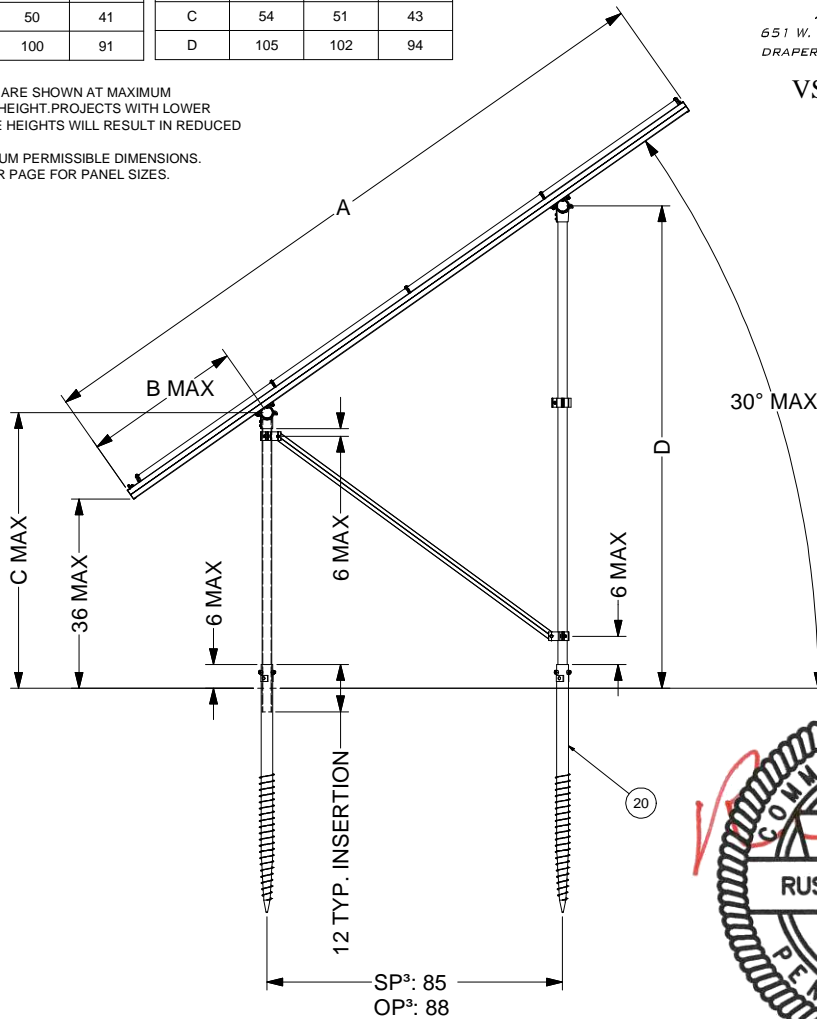 50 41
100 91
C 54 51 43
D 105 102 94
651 W.
DRAPER
VS
ARE SHOWN AT MAXIMUM
HEIGHT.PROJECTS WITH LOWER
HEIGHTS WILL RESULT IN REDUCED
UM PERMISSIBLE DIMENSIONS.
R PAGE FOR PANEL SIZES.
A
B MAX
30° MAX
D
C MAX
36 MAX
6 MAX
6 MAX
6 MAX
12 TYP. INSERTION
20
COMM
RUS
PEN
SP³: 85
OP³: 88